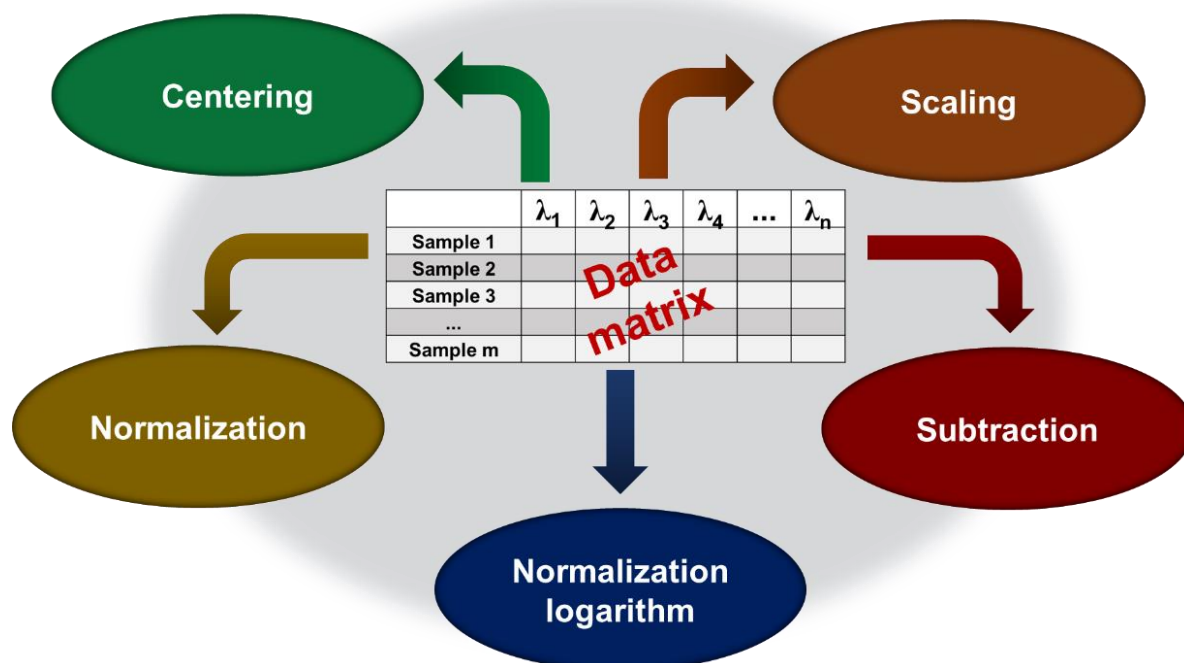 Centering
Scaling
λ1 λ2 λ3 λ4 ... λn
Sample 1
Sample 2
Sample 3
...
Sample m
Data
matrix
Normalization
Subtraction
Normalization
logarithm